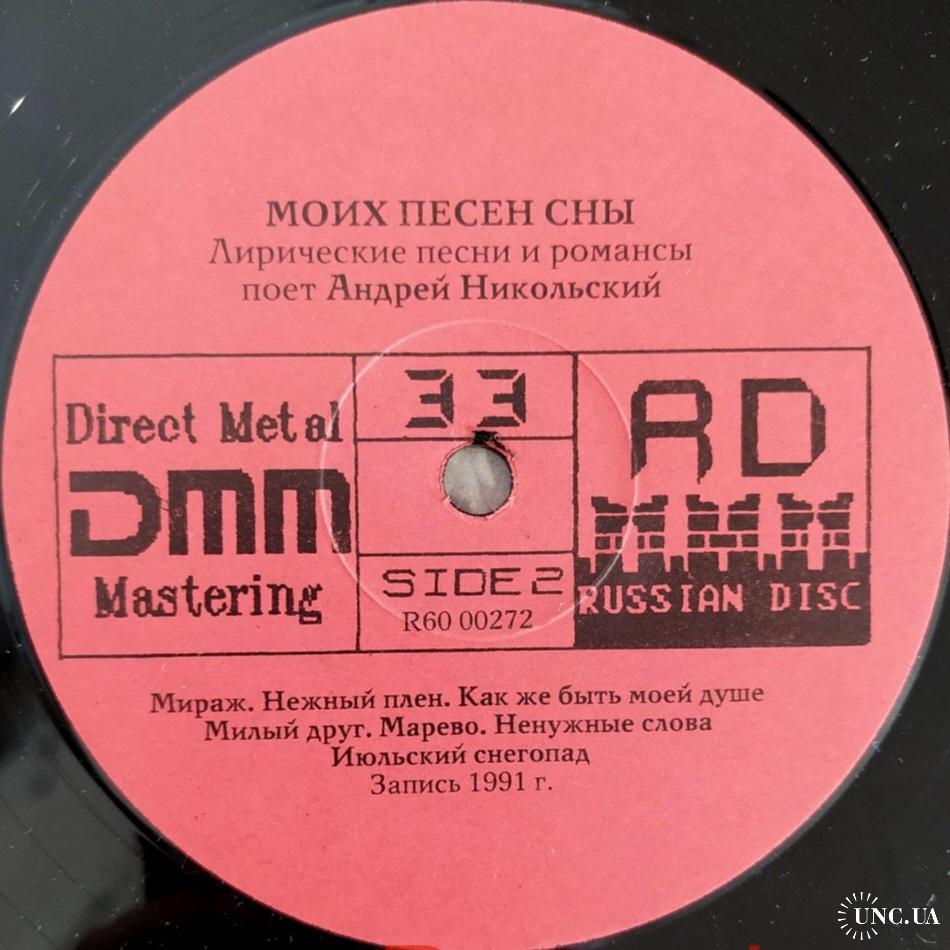 МОИХ ПЕСЕН СНЫ
Лирические песни и романсы
поет Андрей Никольский
Direct Metal
DMM
Mastering
33
SIDE 2
R60 00272
RD
RUSSIAN DISC
Мираж. Нежный плен. Как же быть моей душе
Милый друг. Марево. Ненужные слова
Июльский снегопад
Запись 1991 г.
UNC.UA